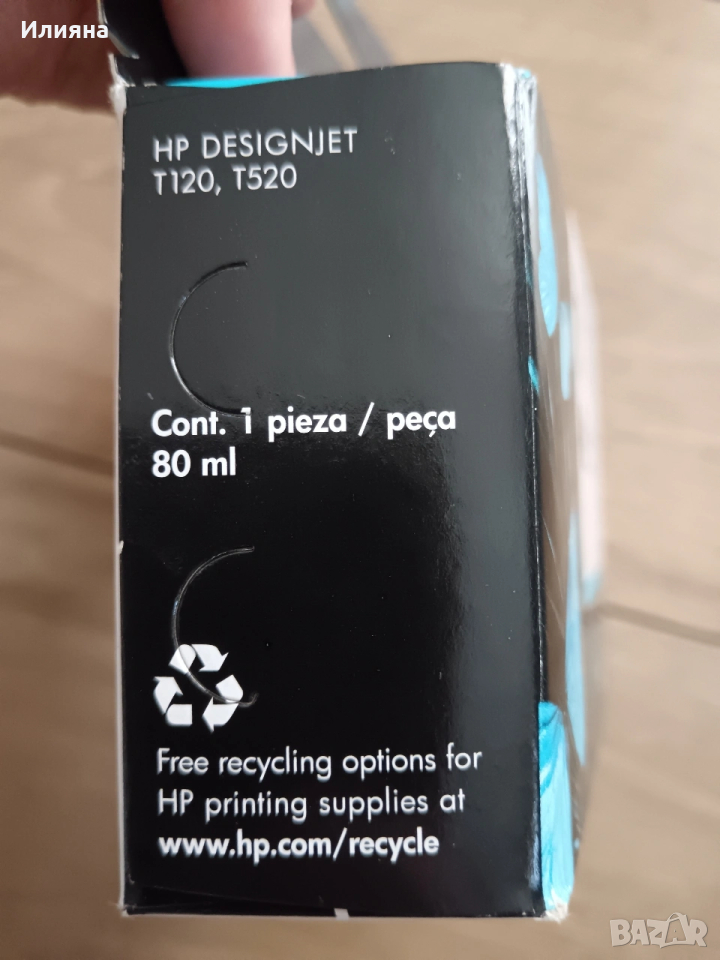 Илияна
HP DESIGNJET
T120, T520
Cont. 1 pieza / peça
80 ml
Free recycling options for
HP printing supplies at
www.hp.com/recycle
BAZAR